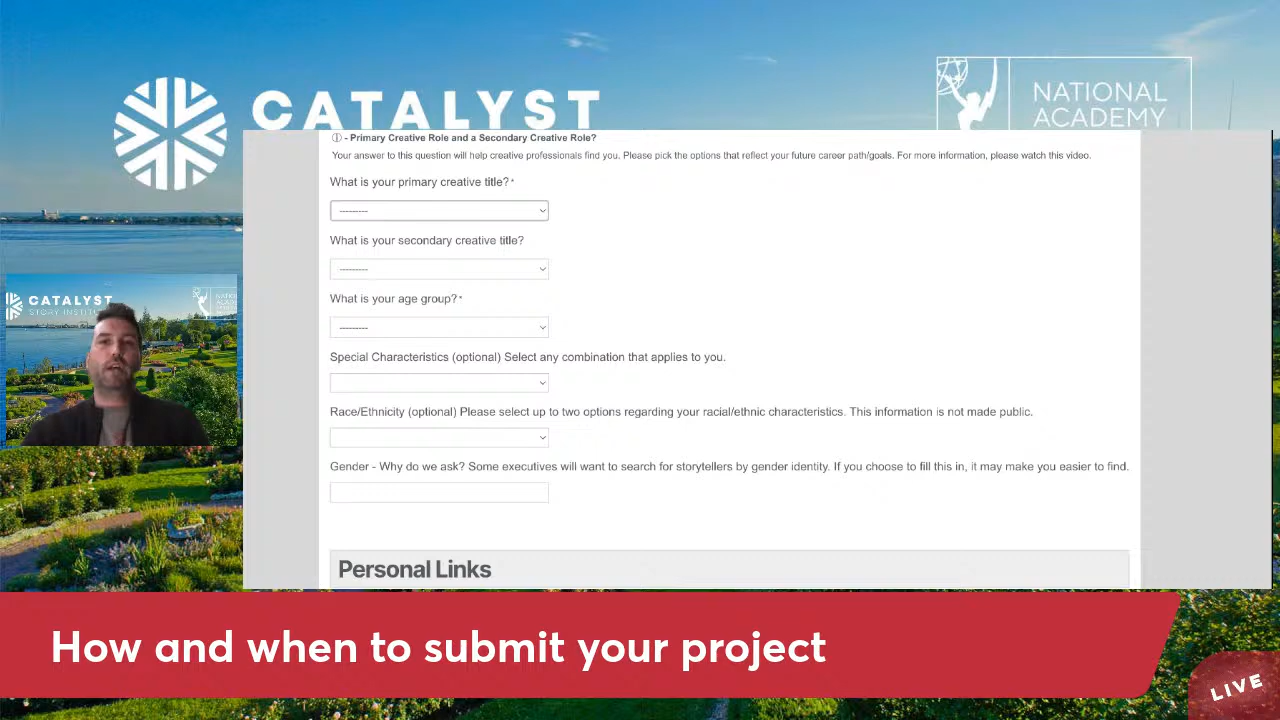 CATALYST
NATIONAL
ACADEMY
ⓘ - Primary Creative Role and a Secondary Creative Role?
Your answer to this question will help creative professionals find you. Please pick the options that reflect your future career path/goals. For more information, please watch this video.
What is your primary creative title? *
---------
What is your secondary creative title?
---------
What is your age group? *
---------
Special Characteristics (optional) Select any combination that applies to you.
Race/Ethnicity (optional) Please select up to two options regarding your racial/ethnic characteristics. This information is not made public.
Gender - Why do we ask? Some executives will want to search for storytellers by gender identity. If you choose to fill this in, it may make you easier to find.
Personal Links
CATALYST
How and when to submit your project
LIVE